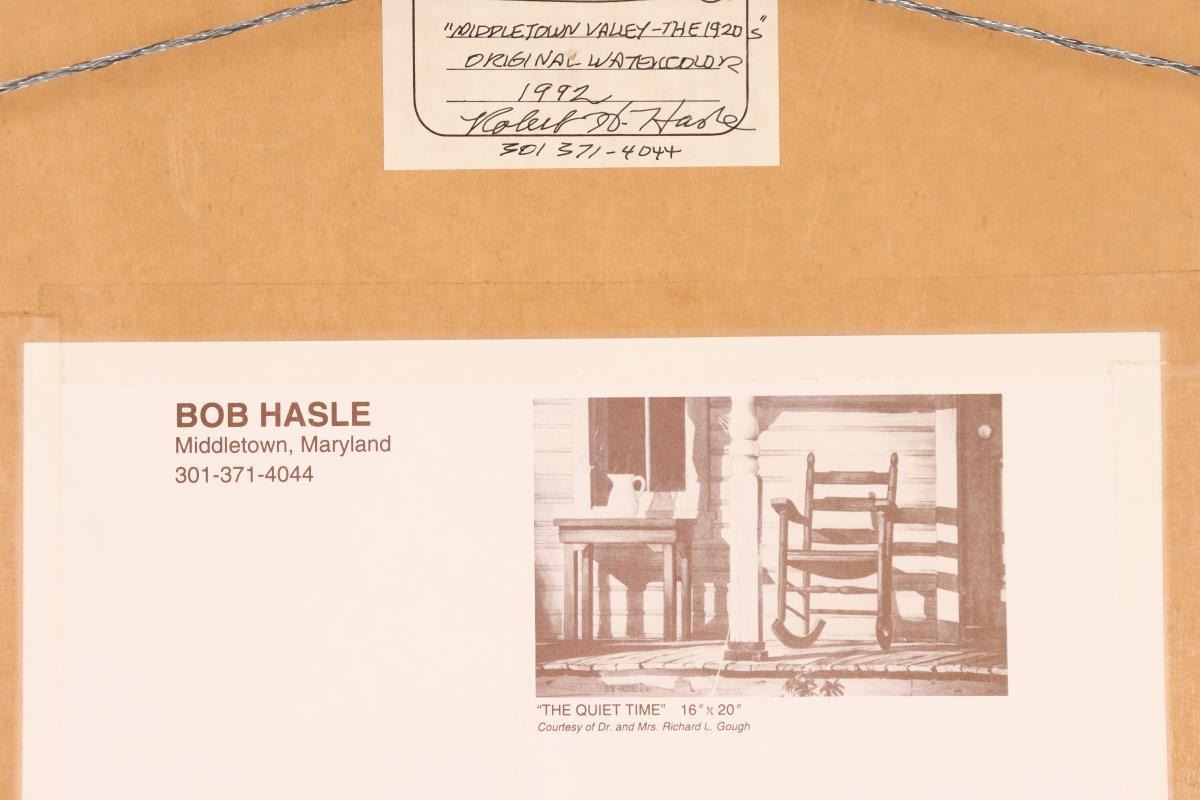 "MIDDLETOWN VALLEY-THE 1920's"
ORIGINAL WATERCOLOR
1992
Robert H. Hasle
301 371-4044
BOB HASLE
Middletown, Maryland
301-371-4044
"THE QUIET TIME" 16" x 20"
Courtesy of Dr. and Mrs. Richard L. Gough